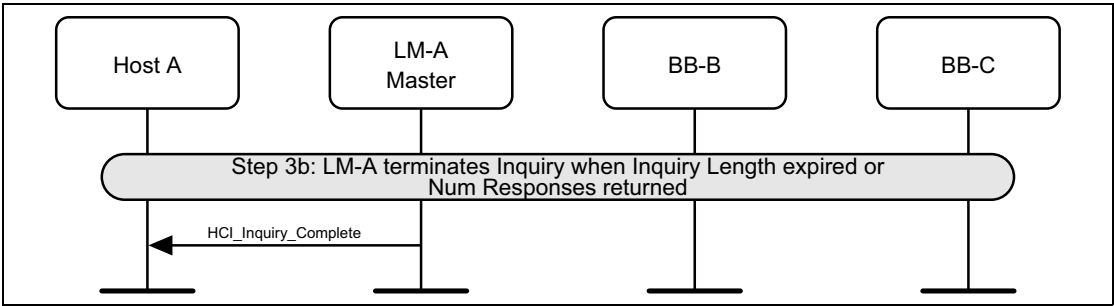 Host A
LM-A
Master
BB-B
BB-C
Step 3b: LM-A terminates Inquiry when Inquiry Length expired or
Num Responses returned
HCI_Inquiry_Complete